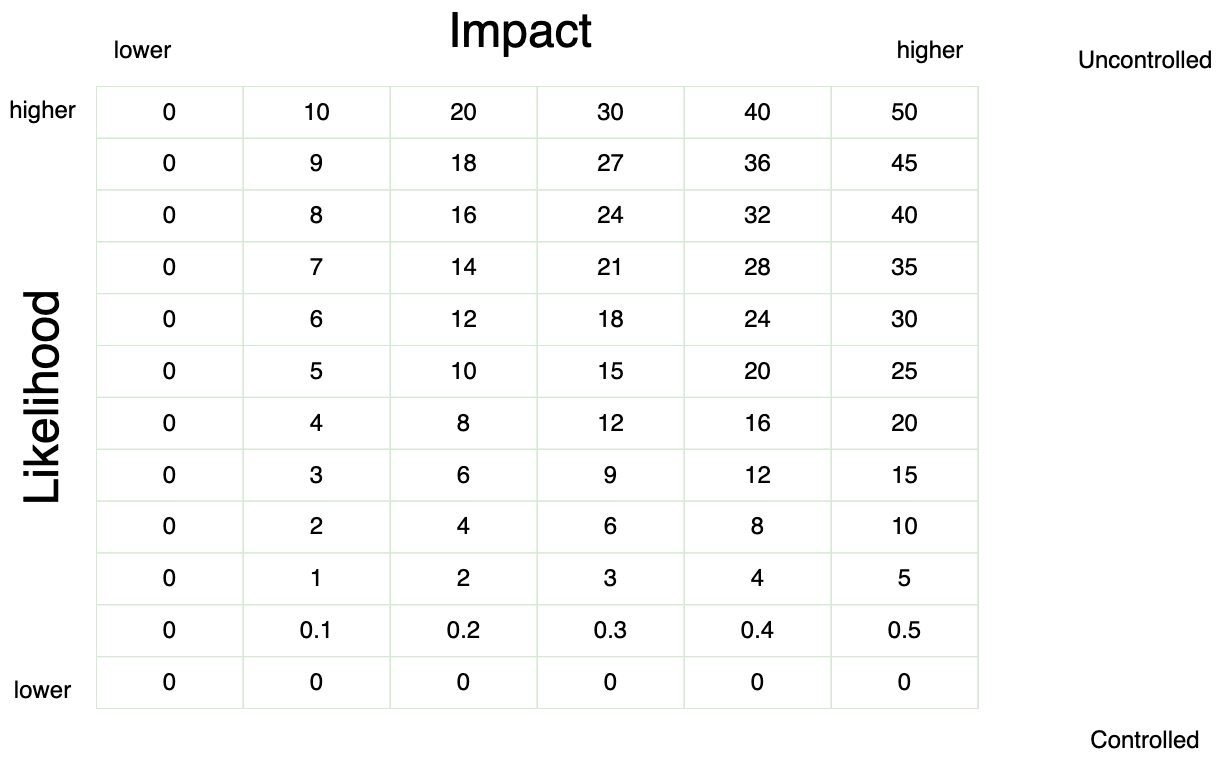 Impact
lower higher Uncontrolled
higher 0 10 20 30 40 50
0 9 18 27 36 45
0 8 16 24 32 40
0 7 14 21 28 35
Likelihood
0 6 12 18 24 30
0 5 10 15 20 25
0 4 8 12 16 20
0 3 6 9 12 15
0 2 4 6 8 10
0 1 2 3 4 5
0 0.1 0.2 0.3 0.4 0.5
lower 0 0 0 0 0 0
Controlled